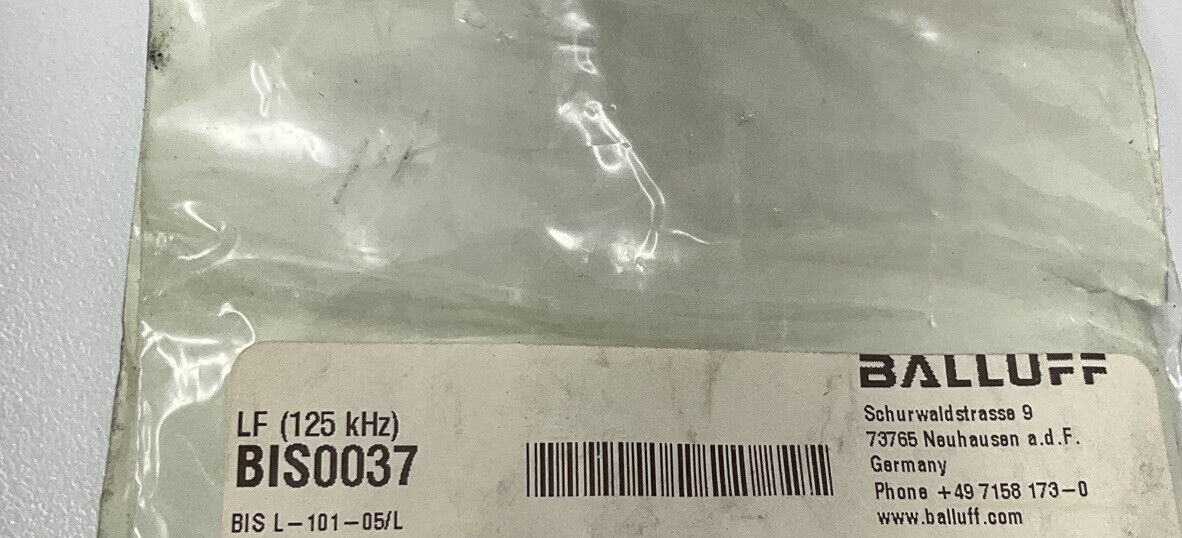 LF (125 kHz)
BIS0037
BIS L-101-05/L
BALLUFF
Schurwaldstrasse 9
73765 Neuhausen a.d.F.
Germany
Phone +49 7158 173-0
www.balluff.com